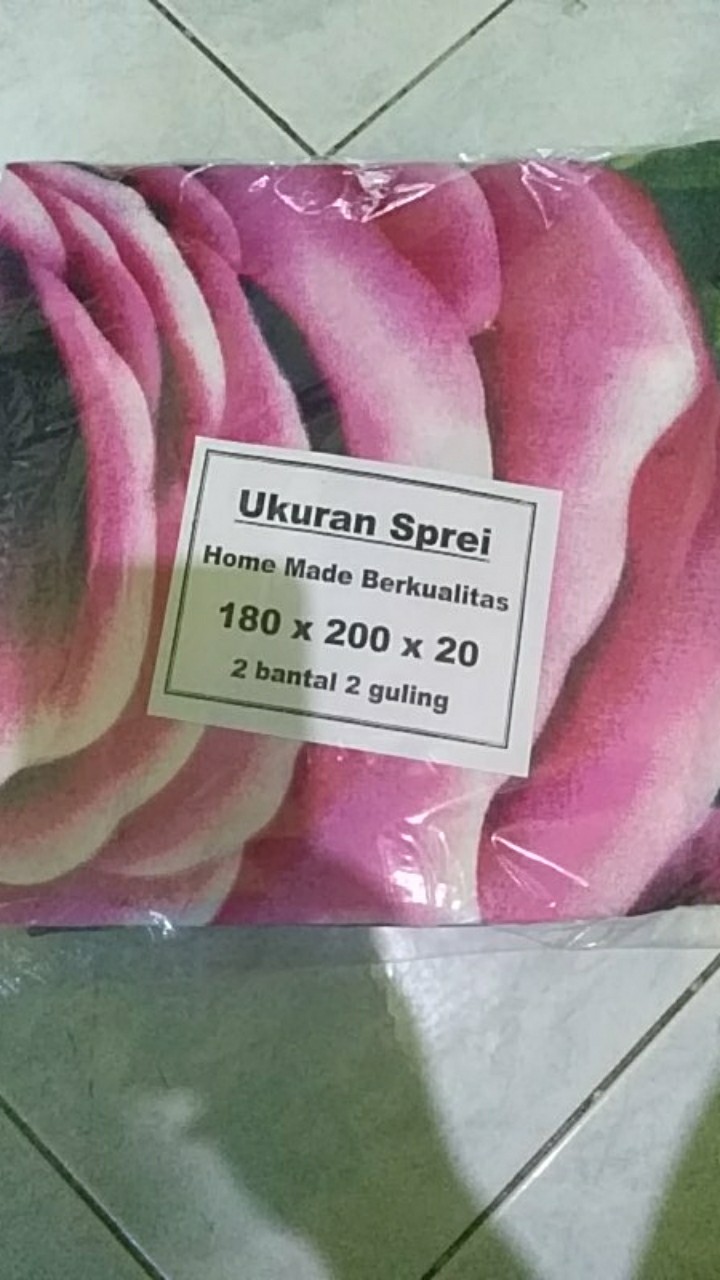 Ukuran Sprei
Home Made Berkualitas
180 x 200 x 20
2 bantal 2 guling